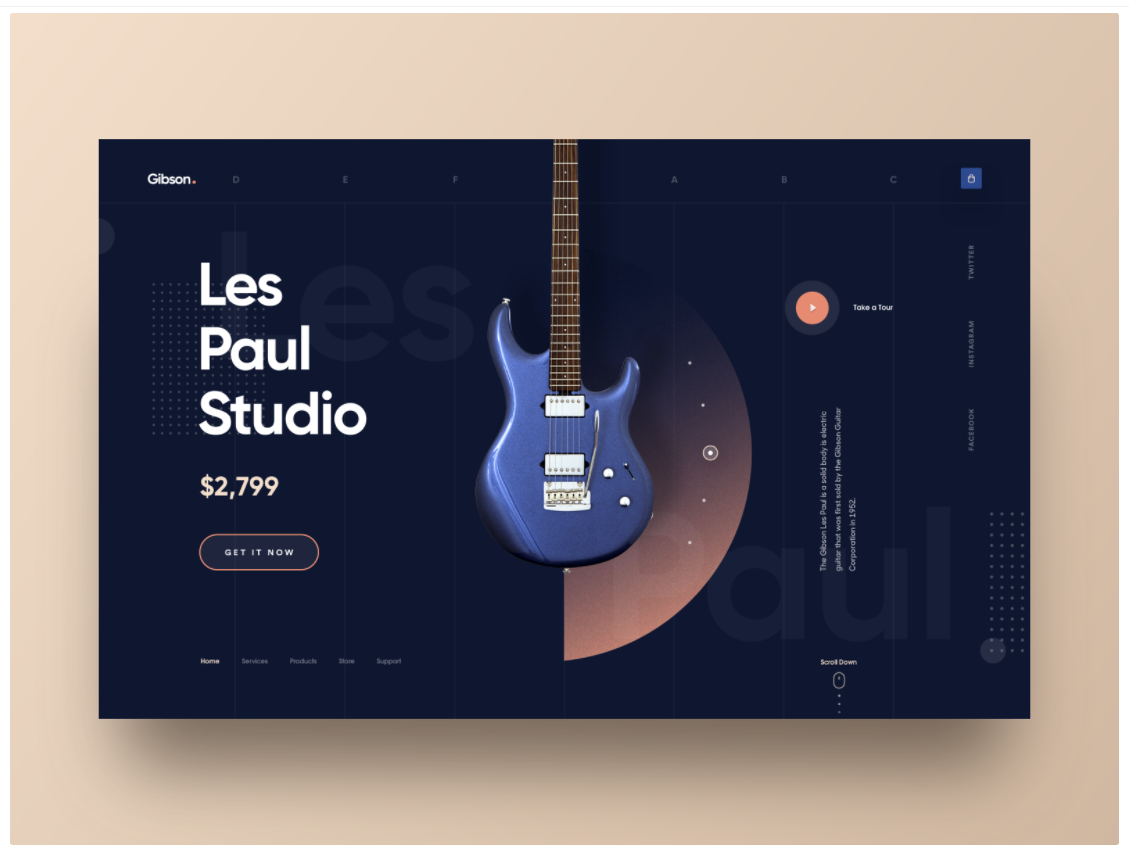 Gibson.
D
E
F
A
B
C
TWITTER
INSTAGRAM
FACEBOOK
Les
Paul
Les
Paul
Studio
$2,799
GET IT NOW
Take a Tour
The Gibson Les Paul is a solid body is electric
guitar that was first sold by the Gibson Guitar
Corporation in 1952.
Home Services Products Store Support
Scroll Down